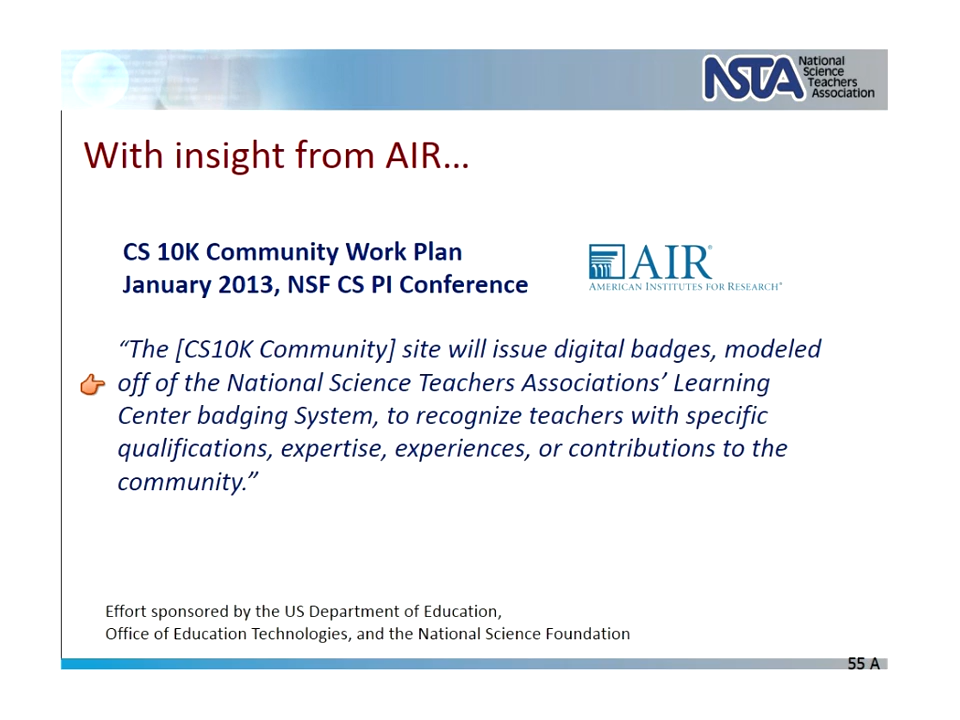 NSTA
National
Science
Teachers
Association
With insight from AIR…
CS 10K Community Work Plan
January 2013, NSF CS PI Conference
AIR®
AMERICAN INSTITUTES FOR RESEARCH®
“The [CS10K Community] site will issue digital badges, modeled
off of the National Science Teachers Associations’ Learning
Center badging System, to recognize teachers with specific
qualifications, expertise, experiences, or contributions to the
community.”
Effort sponsored by the US Department of Education,
Office of Education Technologies, and the National Science Foundation
55 A